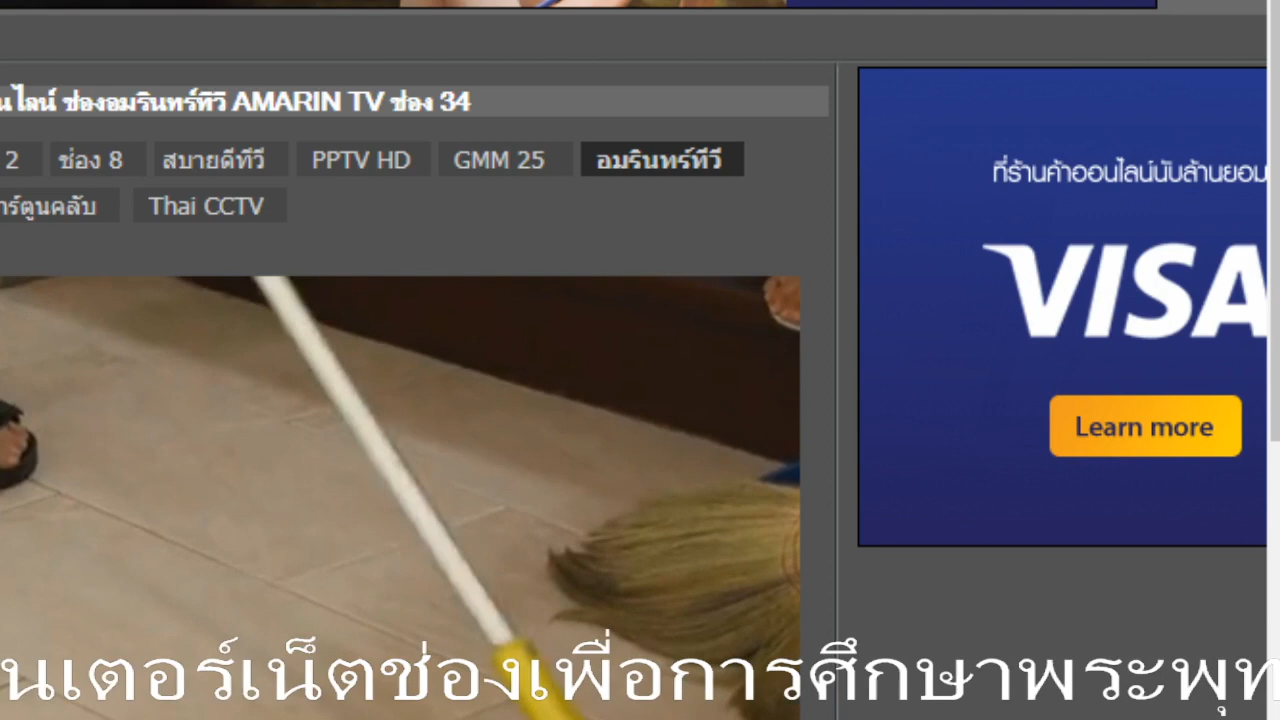 นไลน์ ช่องอมรินทร์ทีวี AMARIN TV ช่อง 34
2 ช่อง 8 สบายดีทีวี PPTV HD GMM 25 อมรินทร์ทีวี
าร์ตูนคลับ Thai CCTV
ที่ร้านค้าออนไลน์นับล้านยอม
VISA
Learn more
นเตอร์เน็ตช่องเพื่อการศึกษาพระพุท